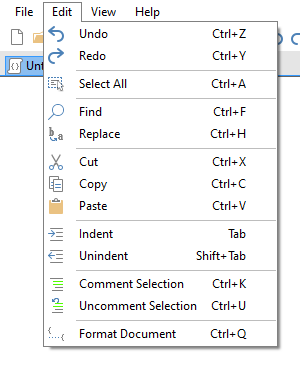 File Edit View Help
Undo Ctrl+Z
Redo Ctrl+Y
Select All Ctrl+A
Find Ctrl+F
Replace Ctrl+H
Cut Ctrl+X
Copy Ctrl+C
Paste Ctrl+V
Indent Tab
Unindent Shift+Tab
Comment Selection Ctrl+K
Uncomment Selection Ctrl+U
Format Document Ctrl+Q